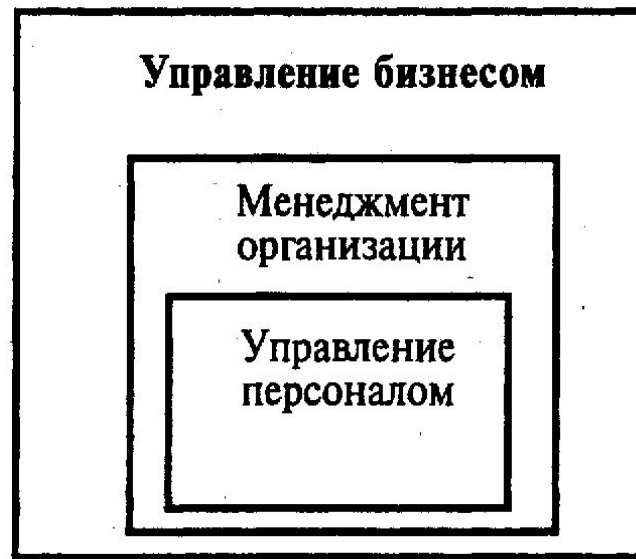 Управление бизнесом
Менеджмент
организации
Управление
персоналом